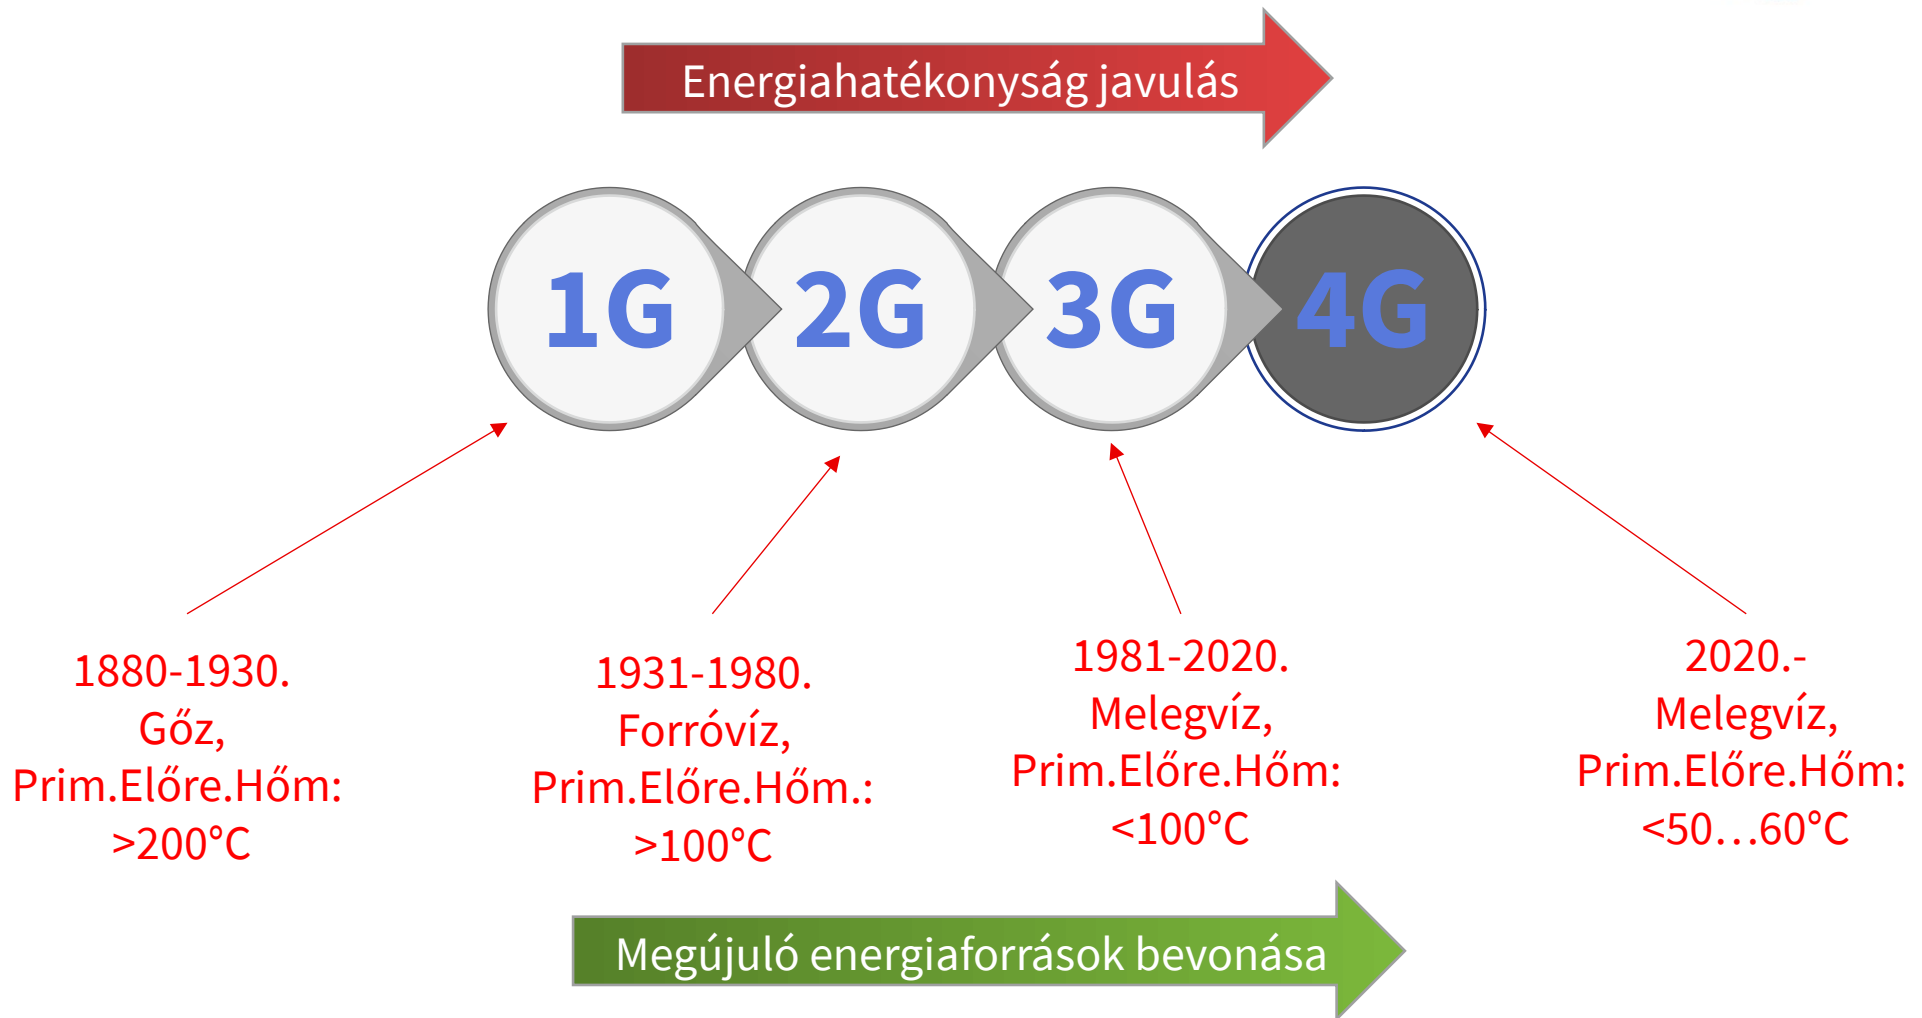 Energiahatékonyság javulás
1G
2G
3G
4G
1880-1930.
Gőz,
Prim.Előre.Hőm:
>200°C
1931-1980.
Forróvíz,
Prim.Előre.Hőm.:
>100°C
1981-2020.
Melegvíz,
Prim.Előre.Hőm:
<100°C
2020.-
Melegvíz,
Prim.Előre.Hőm:
<50…60°C
Megújuló energiaforrások bevonása